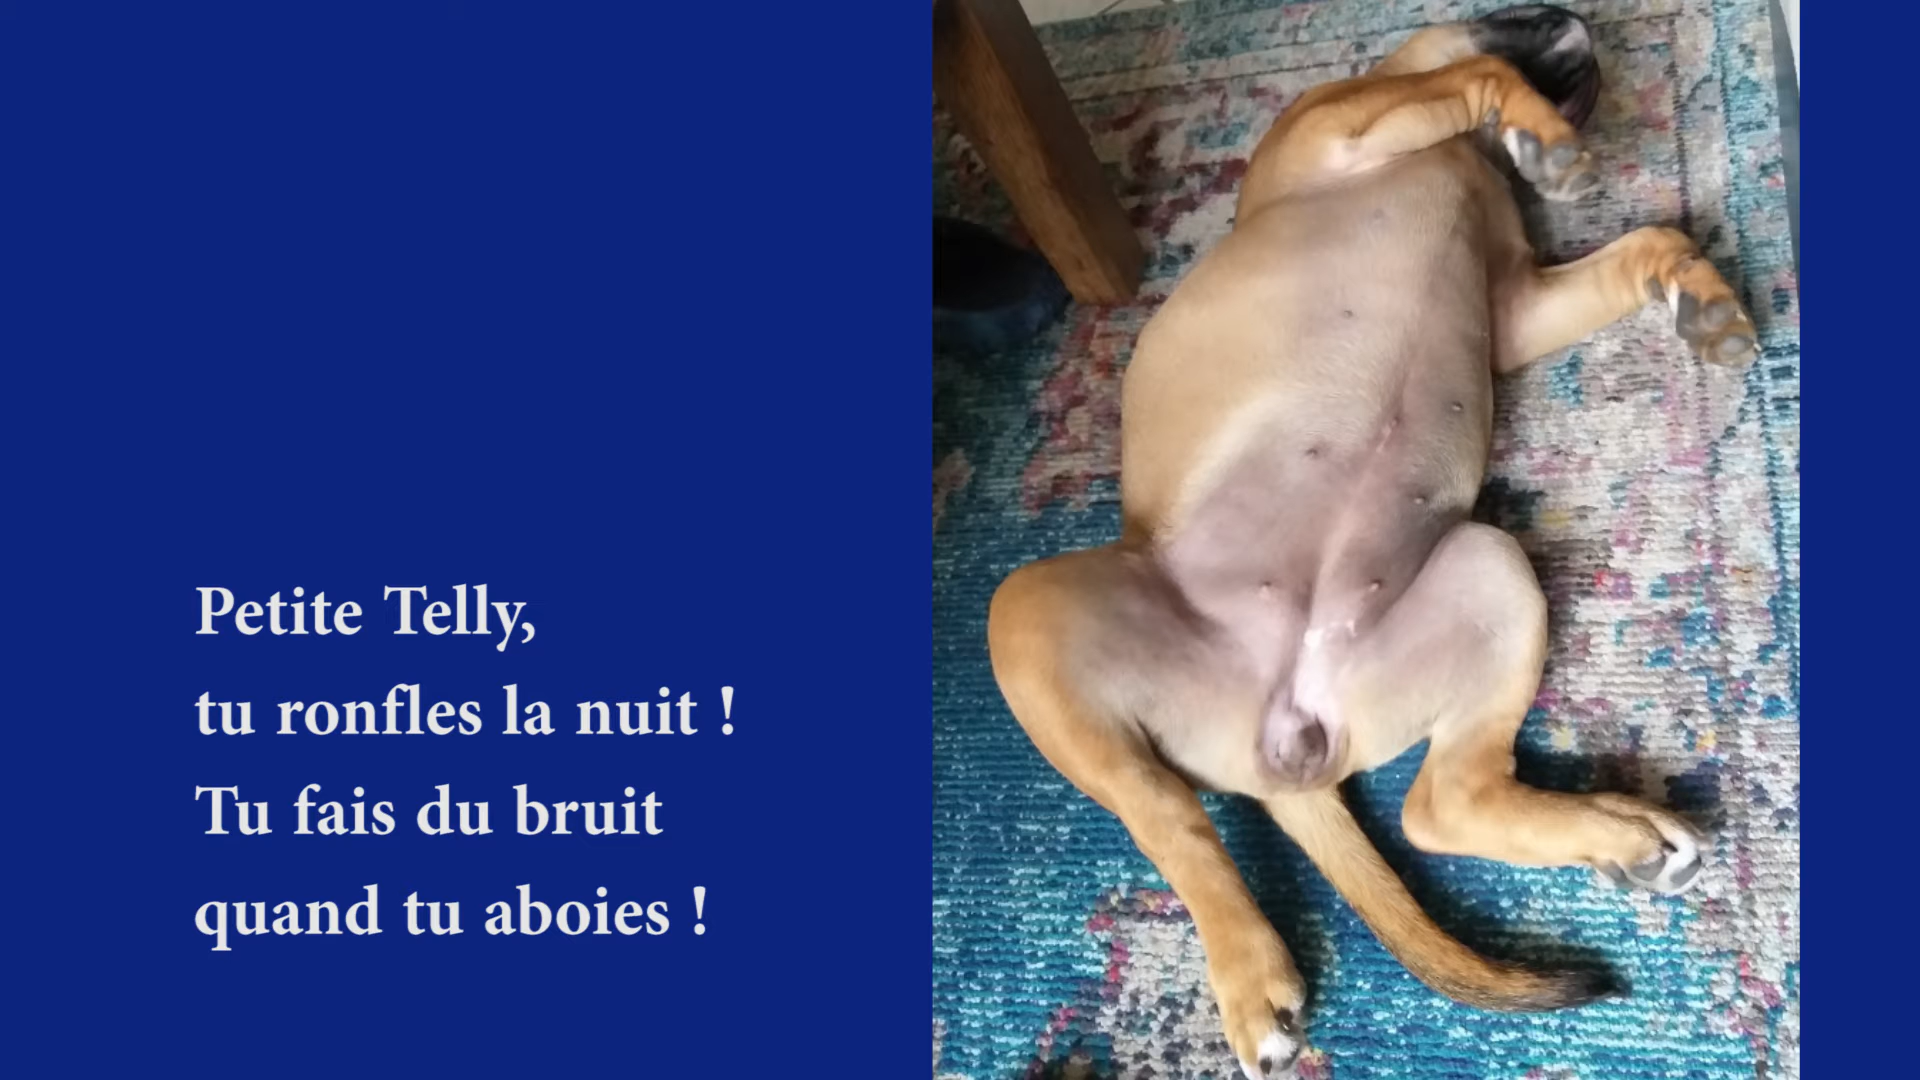 Petite Telly,
tu ronfles la nuit !
Tu fais du bruit
quand tu aboies !